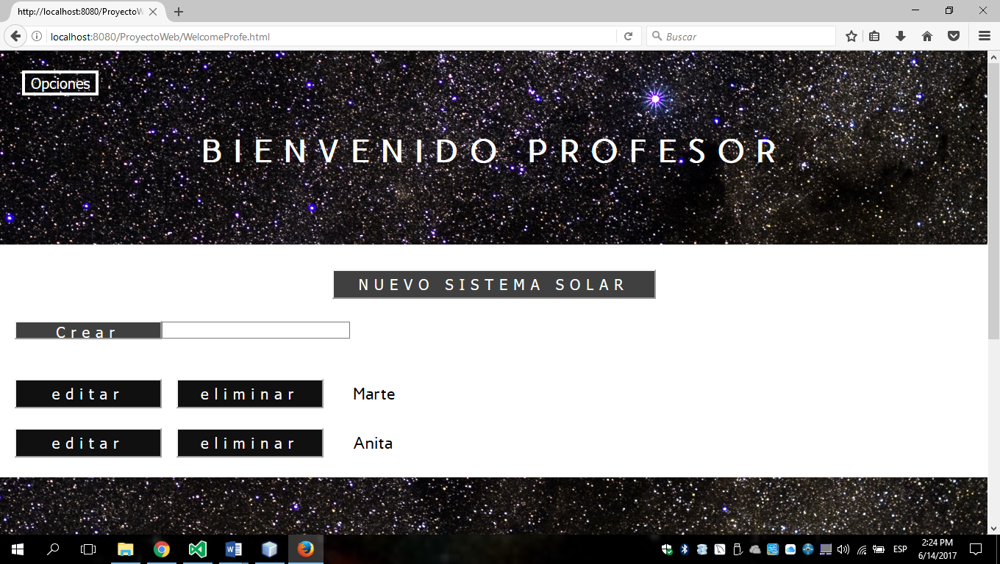 http://localhost:8080/ProyectoW
localhost:8080/ProyectoWeb/WelcomeProfe.html
Buscar
Opciones
BIENVENIDO PROFESOR
NUEVO SISTEMA SOLAR
Crear
editar eliminar Marte
editar eliminar Anita
ESP
2:24 PM
6/14/2017